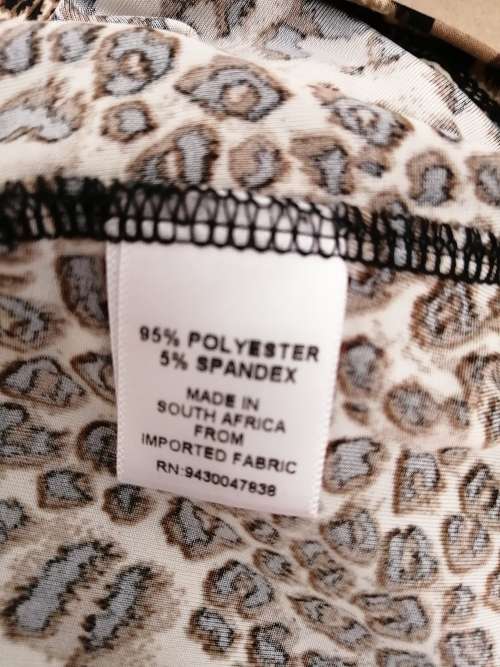 95% POLYESTER
5% SPANDEX
MADE IN
SOUTH AFRICA
FROM
IMPORTED FABRIC
RN:9430047838